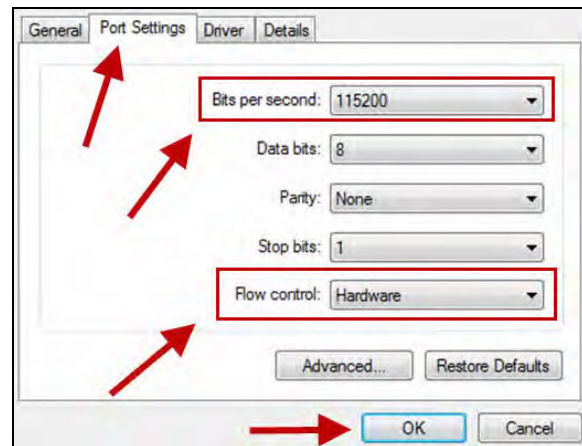 General Port Settings Driver Details
Bits per second: 115200
Data bits: 8
Parity: None
Stop bits: 1
Flow control: Hardware
Advanced... Restore Defaults
OK Cancel